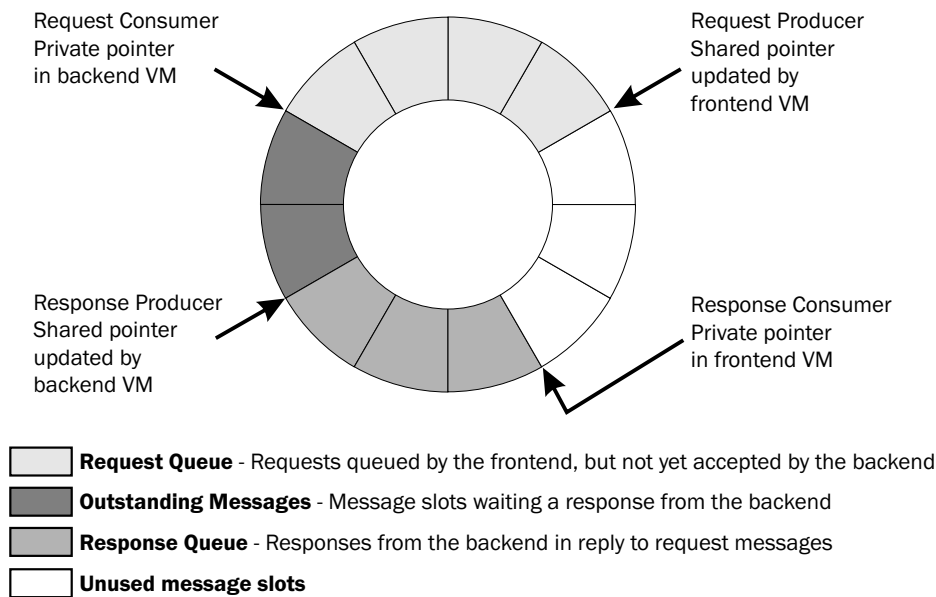 Request Consumer
Private pointer
in backend VM
Request Producer
Shared pointer
updated by
frontend VM
Response Producer
Shared pointer
updated by
backend VM
Response Consumer
Private pointer
in frontend VM
Request Queue - Requests queued by the frontend, but not yet accepted by the backend
Outstanding Messages - Message slots waiting a response from the backend
Response Queue - Responses from the backend in reply to request messages
Unused message slots